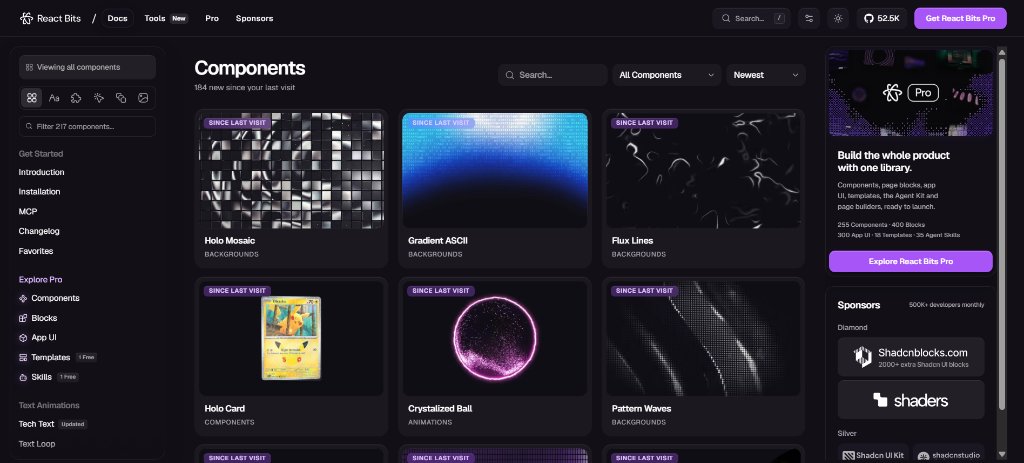 React Bits / Docs Tools New Pro Sponsors
Search... /
52.5K
Get React Bits Pro
Viewing all components
Aa
Filter 217 components...
Get Started
Introduction
Installation
MCP
Changelog
Favorites
Explore Pro
Components
Blocks
App UI
Templates 1 Free
Skills 1 Free
Text Animations
Tech Text Updated
Text Loop
Components
184 new since your last visit
Search...
All Components
Newest
SINCE LAST VISIT
Holo Mosaic
BACKGROUNDS
SINCE LAST VISIT
Gradient ASCII
BACKGROUNDS
SINCE LAST VISIT
Flux Lines
BACKGROUNDS
SINCE LAST VISIT
Holo Card
COMPONENTS
SINCE LAST VISIT
Crystalized Ball
ANIMATIONS
SINCE LAST VISIT
Pattern Waves
BACKGROUNDS
SINCE LAST VISIT
SINCE LAST VISIT
SINCE LAST VISIT
Pro
Build the whole product
with one library.
Components, page blocks, app
UI, templates, the Agent Kit and
page builders, ready to launch.
255 Components · 400 Blocks
300 App UI · 18 Templates · 35 Agent Skills
Explore React Bits Pro
Sponsors
500K+ developers monthly
Diamond
Shadcnblocks.com
2000+ extra Shadcn UI blocks
shaders
Silver
Shadcn UI Kit
shadcnstudio